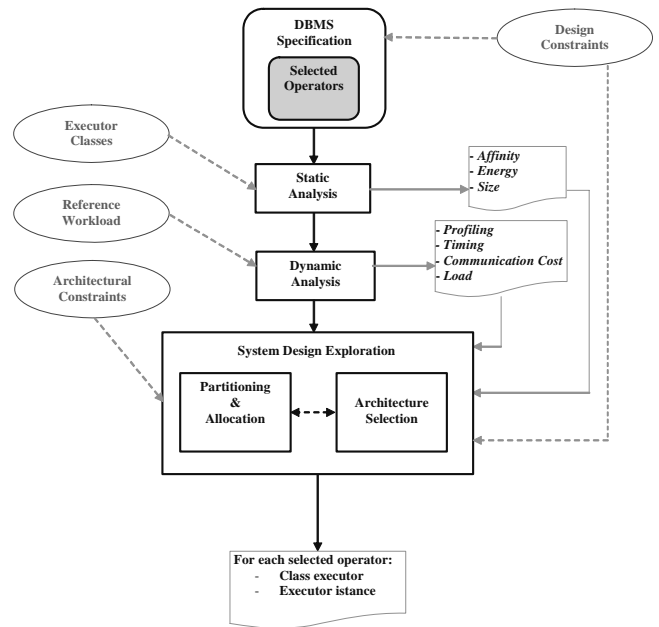 DBMS
Specification
Selected
Operators
Design
Constraints
Executor
Classes
Static
Analysis
- Affinity
- Energy
- Size
Reference
Workload
Dynamic
Analysis
- Profiling
- Timing
- Communication Cost
- Load
Architectural
Constraints
System Design Exploration
Partitioning
&
Allocation
Architecture
Selection
For each selected operator:
- Class executor
- Executor istance